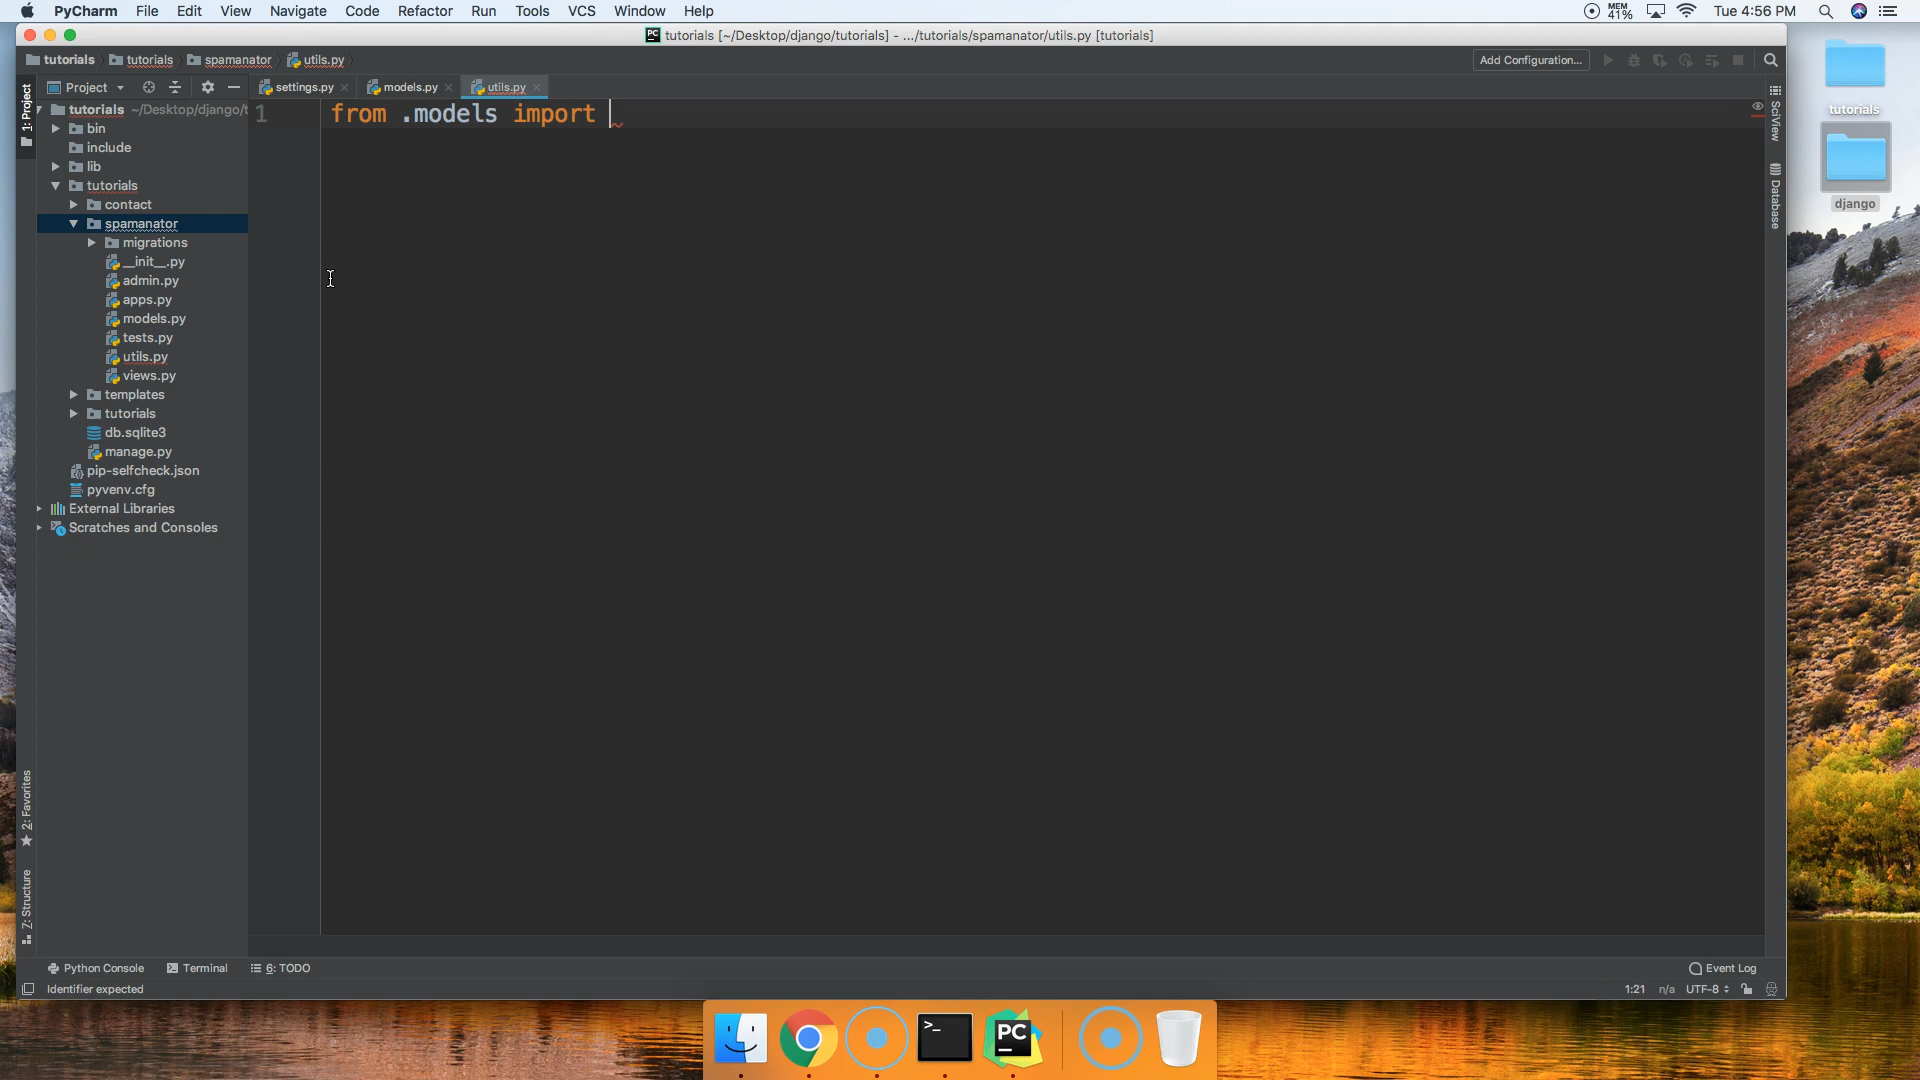 PyCharm File Edit View Navigate Code Refactor Run Tools VCS Window Help MEM 41% Tue 4:56 PM
tutorials [~/Desktop/django/tutorials] - .../tutorials/spamanator/utils.py [tutorials]
tutorials tutorials spamanator utils.py Add Configuration...
Project settings.py models.py utils.py
1: Project
tutorials ~/Desktop/django/t
bin
include
lib
tutorials
contact
spamanator
migrations
__init__.py
admin.py
apps.py
models.py
tests.py
utils.py
views.py
templates
tutorials
db.sqlite3
manage.py
pip-selfcheck.json
pyvenv.cfg
External Libraries
Scratches and Consoles
1 from .models import
SciView
Database
tutorials
django
2: Favorites
7: Structure
Python Console Terminal 6: TODO Event Log
Identifier expected 1:21 n/a UTF-8
>_
PC